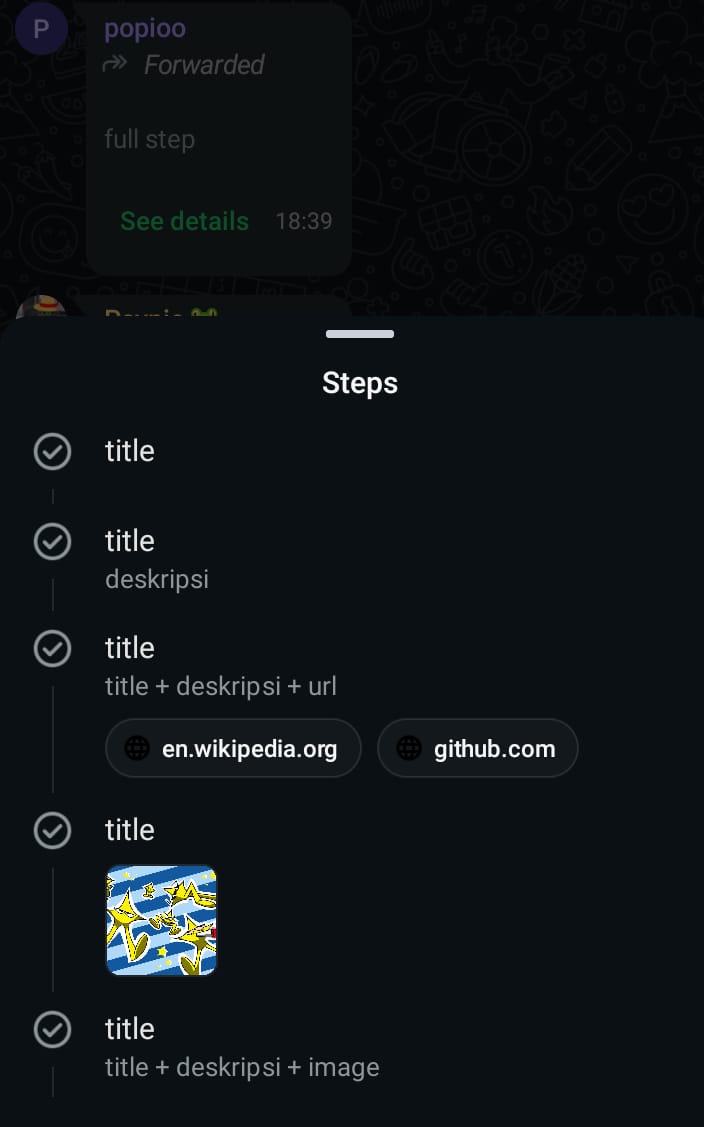 P
popioo
Forwarded
full step
See details 18:39
Steps
title
title
deskripsi
title
title + deskripsi + url
en.wikipedia.org github.com
title
title
title + deskripsi + image